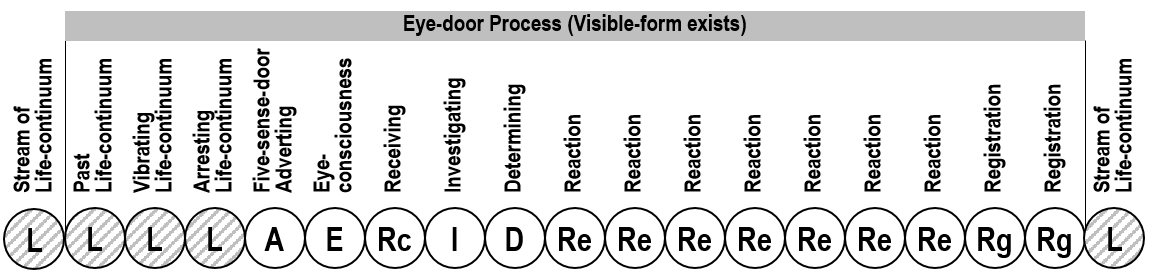 Eye-door Process (Visible-form exists)
Stream of
Life-continuum
Past
Life-continuum
Vibrating
Life-continuum
Arresting
Life-continuum
Five-sense-door
Adverting
Eye-
consciousness
Receiving
Investigating
Determining
Reaction
Reaction
Reaction
Reaction
Reaction
Reaction
Reaction
Registration
Registration
Stream of
Life-continuum
L L L L A E Rc I D Re Re Re Re Re Re Re Rg Rg L